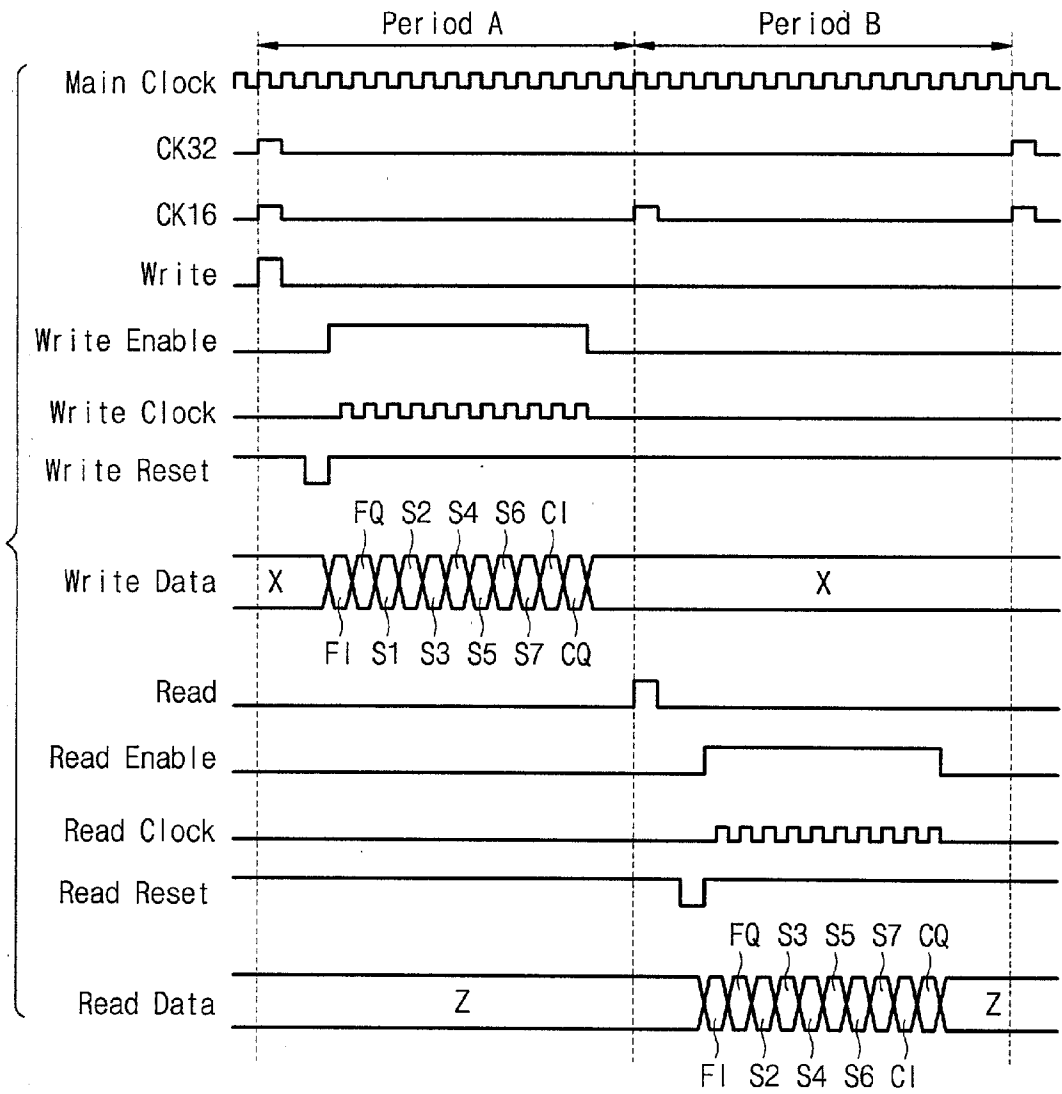 Period A Period B
Main Clock
CK32
CK16
Write
Write Enable
Write Clock
Write Reset
FQ S2 S4 S6 CI
Write Data X X
FI S1 S3 S5 S7 CQ
Read
Read Enable
Read Clock
Read Reset
FQ S3 S5 S7 CQ
Read Data Z Z
FI S2 S4 S6 CI